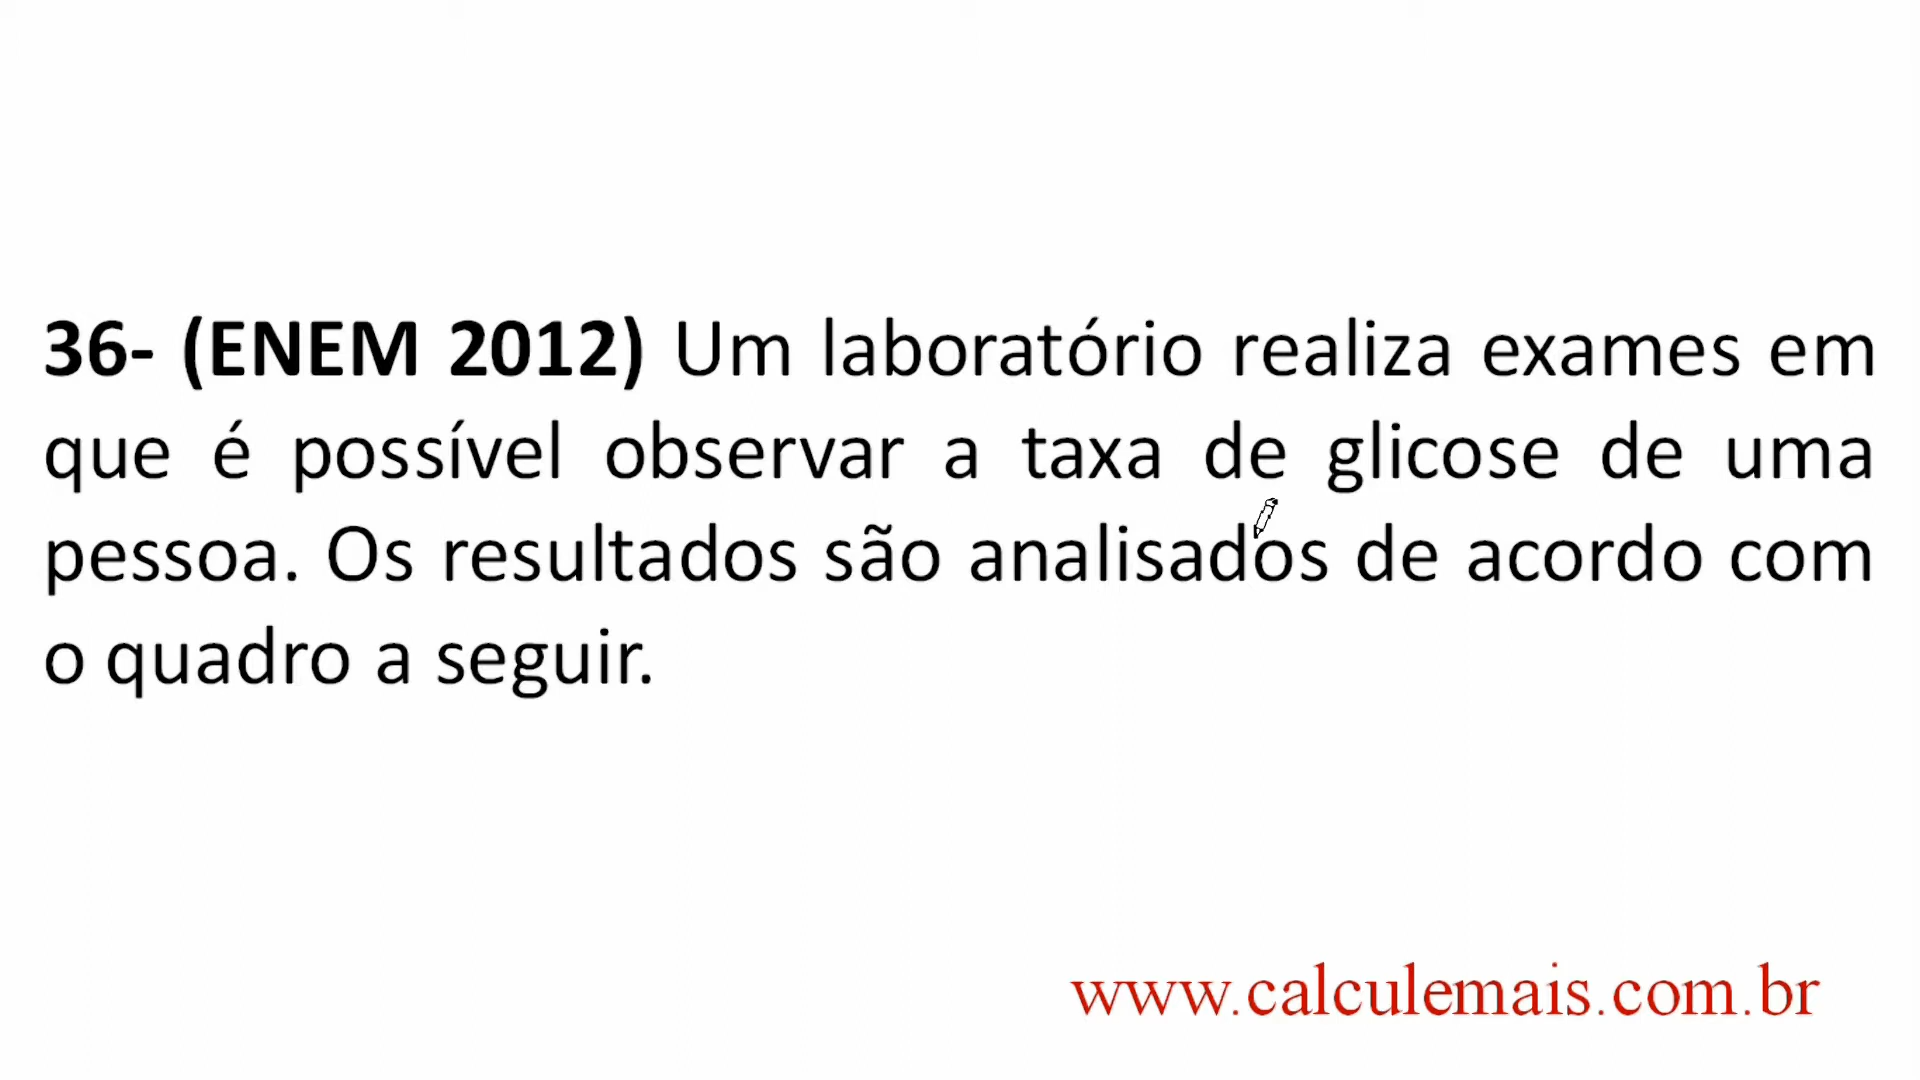 36- (ENEM 2012) Um laboratório realiza exames em
que é possível observar a taxa de glicose de uma
pessoa. Os resultados são analisados de acordo com
o quadro a seguir.
www.calculemais.com.br